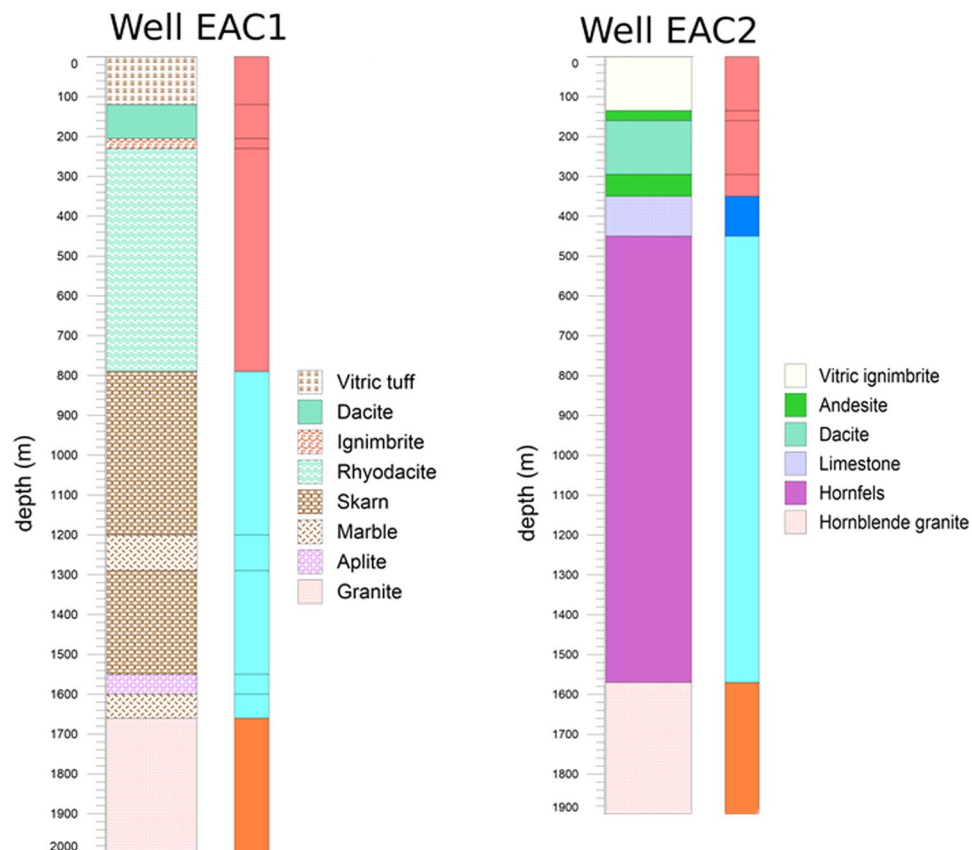 Well EAC1
0
100
200
300
400
500
600
700
800
900
1000
1100
1200
1300
1400
1500
1600
1700
1800
1900
2000
depth (m)
Vitric tuff
Dacite
Ignimbrite
Rhyodacite
Skarn
Marble
Aplite
Granite
Well EAC2
0
100
200
300
400
500
600
700
800
900
1000
1100
1200
1300
1400
1500
1600
1700
1800
1900
depth (m)
Vitric ignimbrite
Andesite
Dacite
Limestone
Hornfels
Hornblende granite